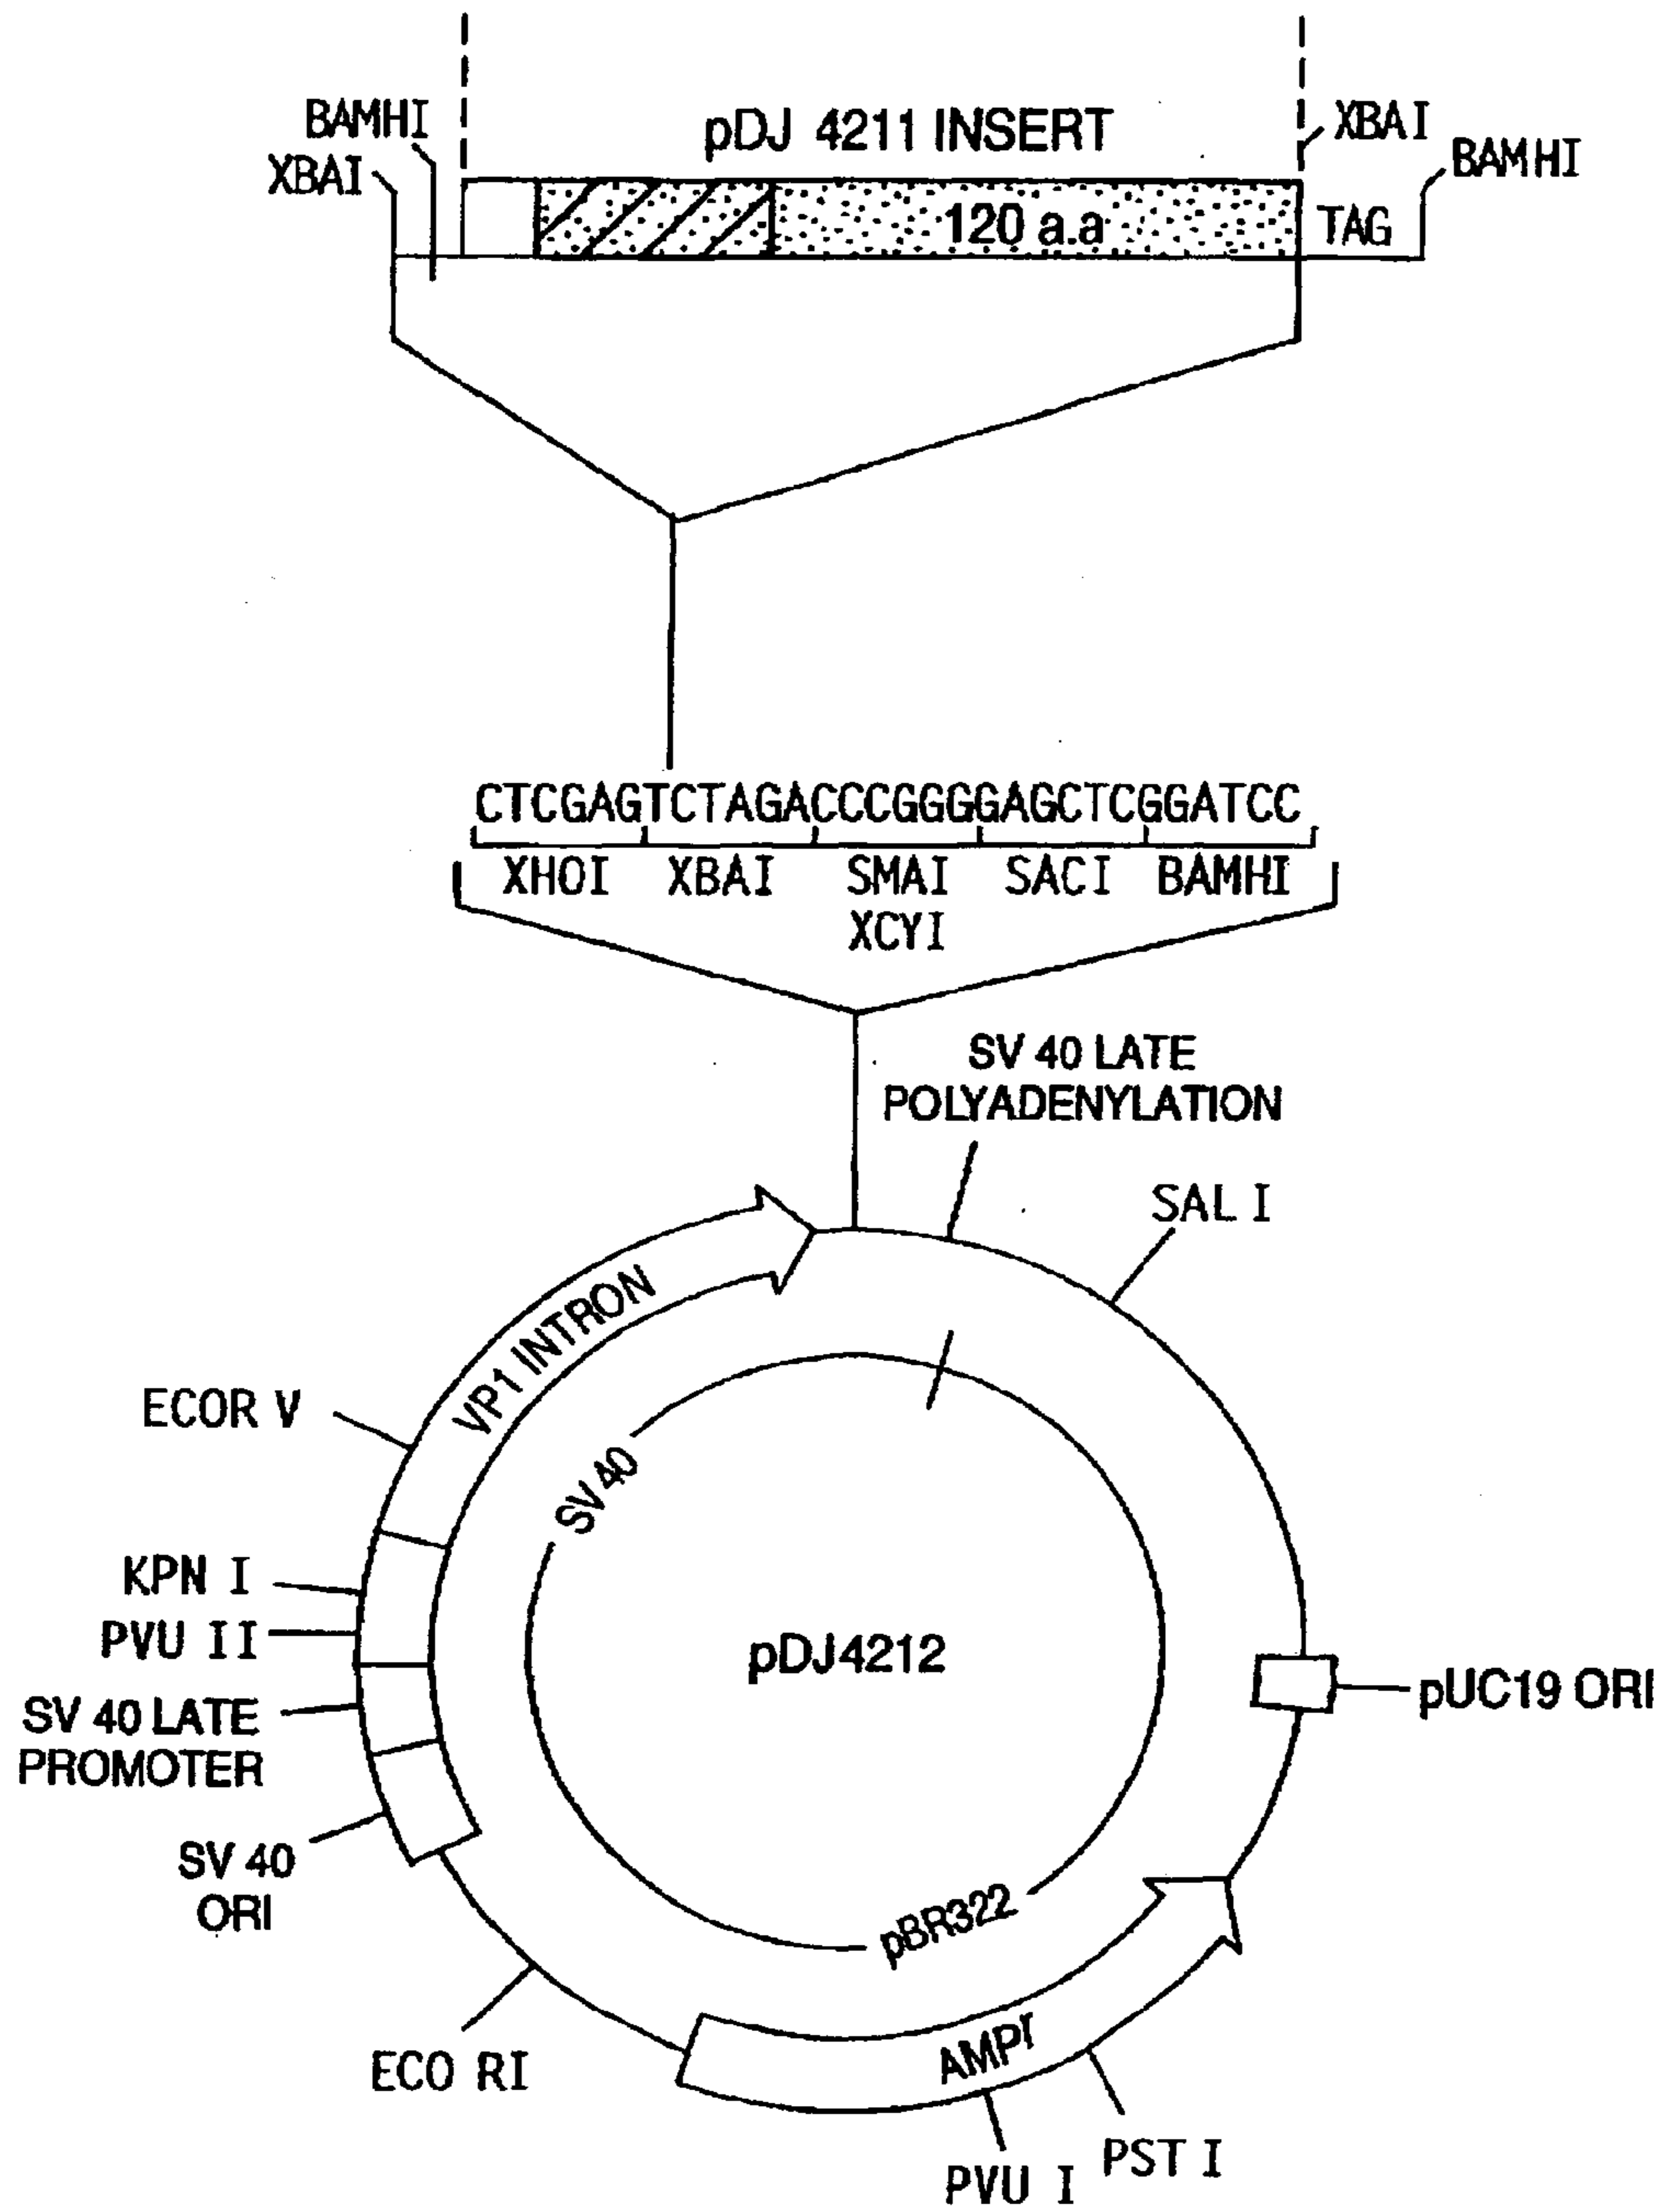 pDJ 4211 INSERT
BAMHI
XBAI
XBAI
BAMHI
120 a.a
TAG
CTCGAGTCTAGACCCGGGGAGCTCGGATCC
XHOI XBAI SMAI SACI BAMHI
XCYI
SV 40 LATE
POLYADENYLATION
SAL I
VP1 INTRON
ECOR V
SV 40
KPN I
PVU II
pDJ4212
SV 40 LATE
PROMOTER
pUC19 ORI
SV 40
ORI
pBR322
AMPr
ECO RI
PVU I
PST I